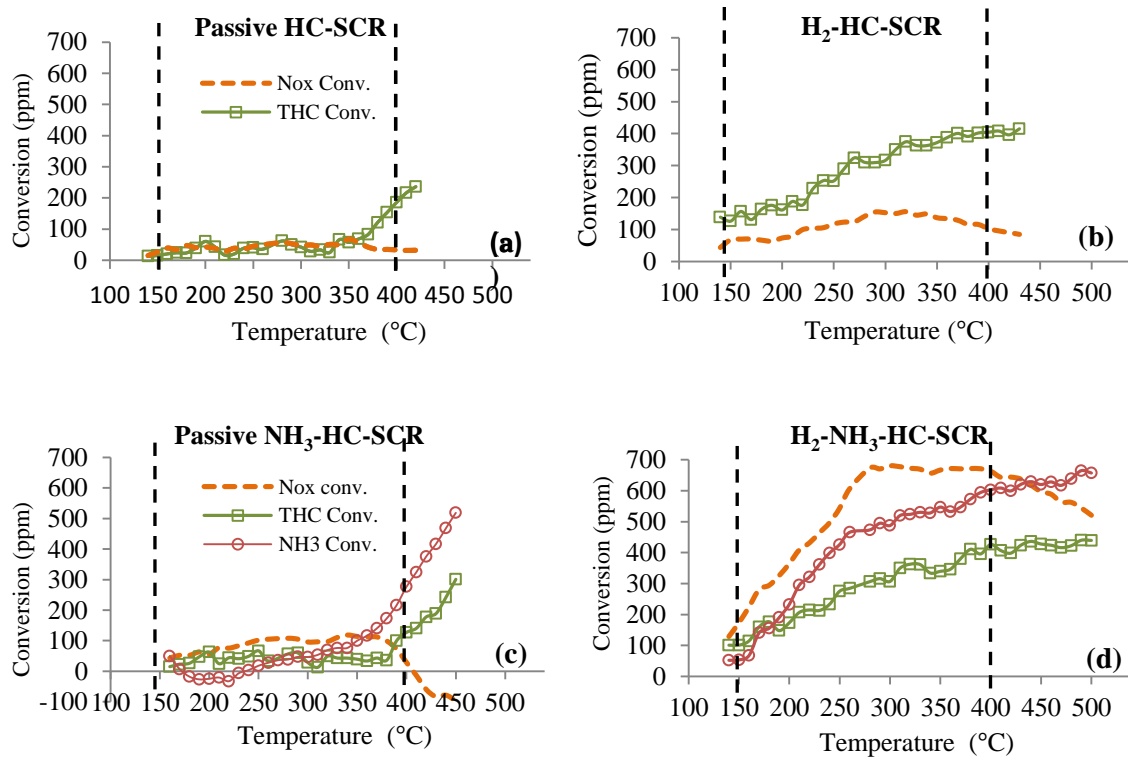 Passive HC-SCR
700
600
500
400
300
200
100
0
Conversion (ppm)
Nox Conv.
THC Conv.
(a)
)
100 150 200 250 300 350 400 450 500
Temperature (°C)
H2-HC-SCR
700
600
500
400
300
200
100
0
Conversion (ppm)
(b)
100 150 200 250 300 350 400 450 500
Temperature (°C)
Passive NH3-HC-SCR
700
600
500
400
300
200
100
0
-100
Conversion (ppm)
Nox conv.
THC Conv.
NH3 Conv.
(c)
100 150 200 250 300 350 400 450 500
Temperature (°C)
H2-NH3-HC-SCR
700
600
500
400
300
200
100
0
Conversion (ppm)
(d)
100 150 200 250 300 350 400 450 500
Temperature (°C)